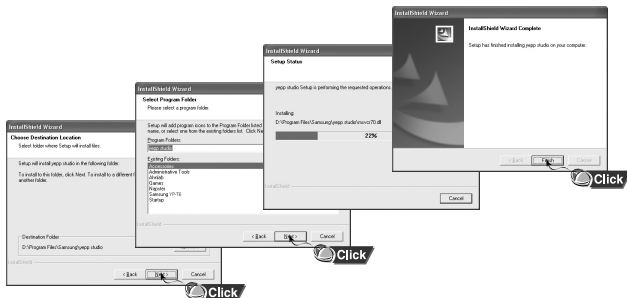 InstallShield Wizard
Choose Destination Location
Select folder where Setup will install files.
Setup will install yepp studio in the following folder.
To install to this folder, click Next. To install to a different f
another folder.
Destination Folder
D:\Program Files\Samsung\yepp studio
InstallShield
< Back
Next >
Cancel
Click
InstallShield Wizard
Select Program Folder
Please select a program folder.
Setup will add program icons to the Program Folder listed
name, or select one from the existing folders list. Click Ne
Program Folders:
yepp studio
Existing Folders:
Accessories
Administrative Tools
Ahnlab
Games
Napster
Samsung YP-T6
Startup
InstallShield
< Back
Next >
Cancel
Click
InstallShield Wizard
Setup Status
yepp studio Setup is performing the requested operations.
Installing
D:\Program Files\Samsung\yepp studio\msvcr70.dll
22%
InstallShield
Cancel
InstallShield Wizard
InstallShield Wizard Complete
Setup has finished installing yepp studio on your computer.
< Back
Finish
Cancel
Click